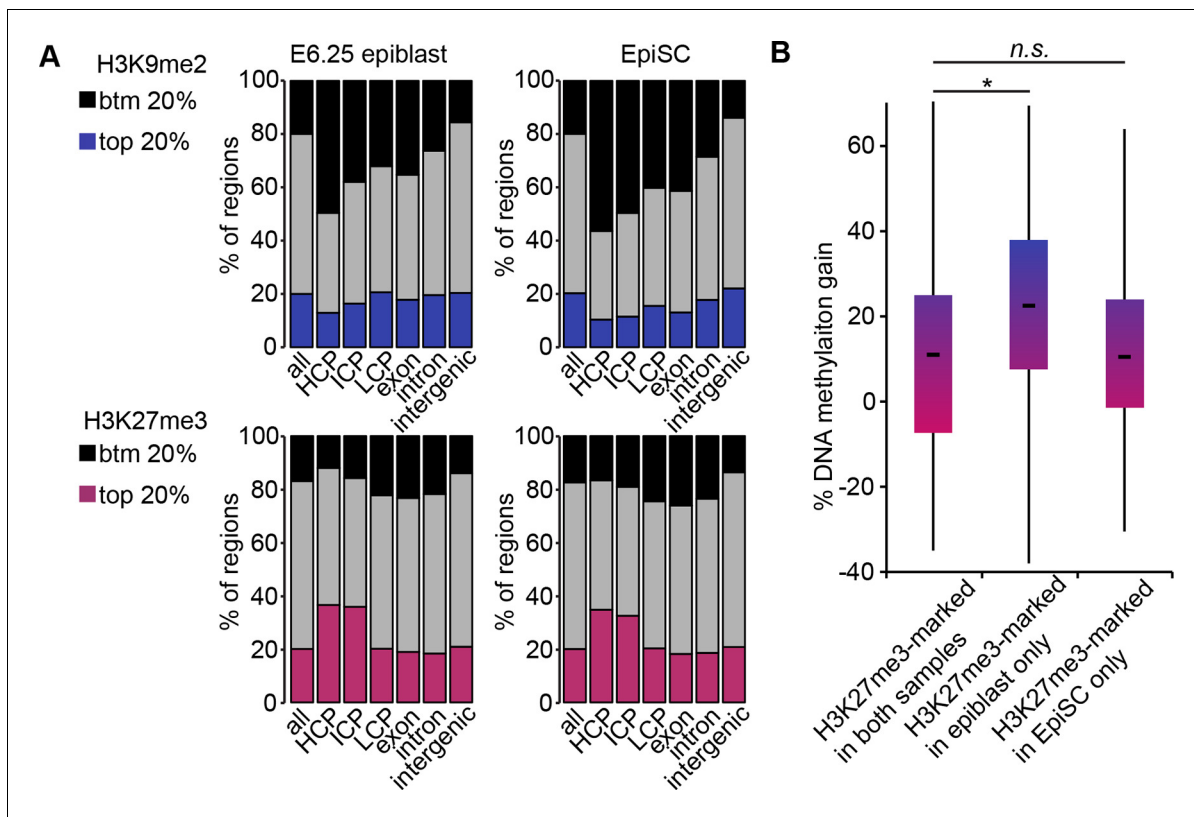 A
H3K9me2
btm 20%
top 20%
E6.25 epiblast
% of regions
100
80
60
40
20
0
all
HCP
ICP
LCP
exon
intron
intergenic
EpiSC
% of regions
100
80
60
40
20
0
all
HCP
ICP
LCP
exon
intron
intergenic
H3K27me3
btm 20%
top 20%
% of regions
100
80
60
40
20
0
all
HCP
ICP
LCP
exon
intron
intergenic
% of regions
100
80
60
40
20
0
all
HCP
ICP
LCP
exon
intron
intergenic
B
n.s.
*
% DNA methylaiton gain
60
40
20
0
-20
-40
H3K27me3-marked
in both samples
H3K27me3-marked
in epiblast only
H3K27me3-marked
in EpiSC only